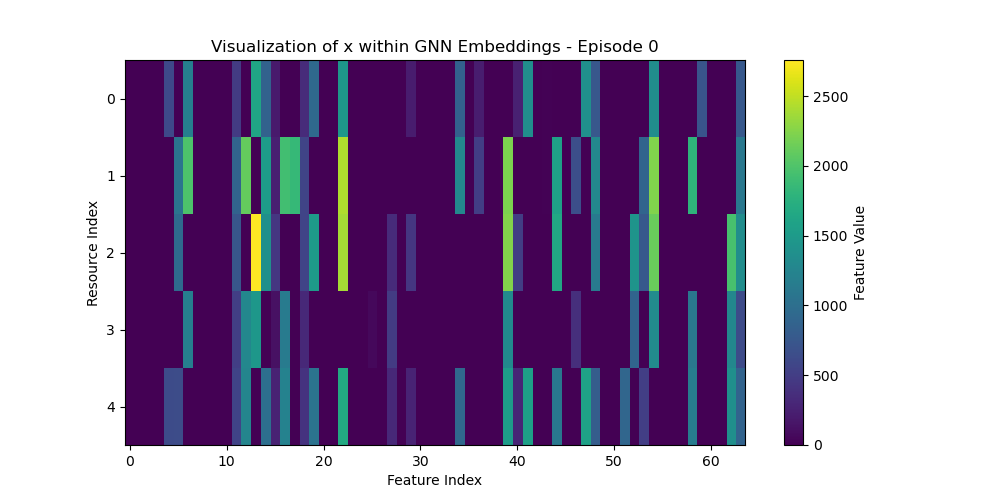 Visualization of x within GNN Embeddings - Episode 0
0
1
2
3
4
Resource Index
0 10 20 30 40 50 60
Feature Index
2500
2000
1500
1000
500
0
Feature Value